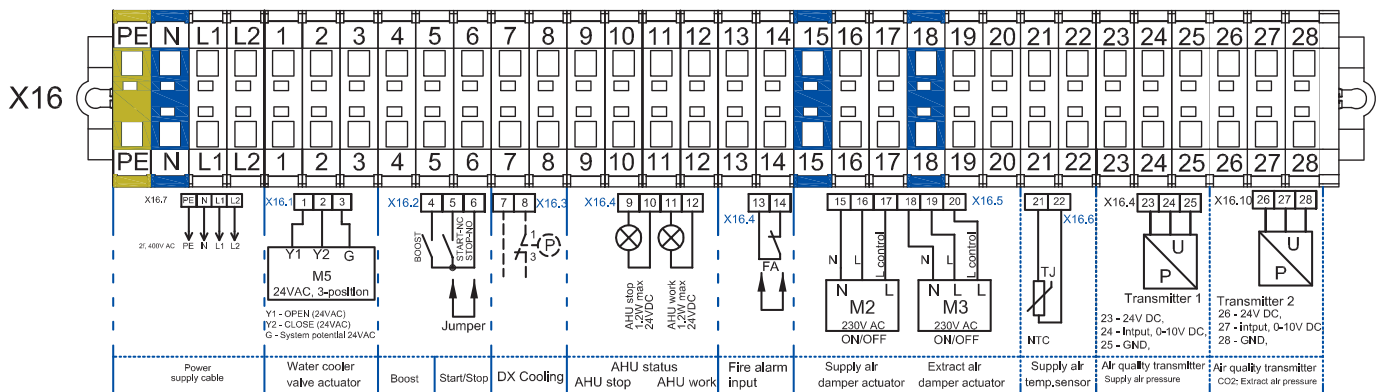 PE N L1 L2 1 2 3 4 5 6 7 8 9 10 11 12 13 14 15 16 17 18 19 20 21 22 23 24 25 26 27 28
X16
PE N L1 L2 1 2 3 4 5 6 7 8 9 10 11 12 13 14 15 16 17 18 19 20 21 22 23 24 25 26 27 28
X16.7 PE N L1 L2
2f, 400V AC PE N L1 L2
Power
supply cable
X16.1 1 2 3
Y1 Y2 G
M5
24VAC, 3-position
Y1 - OPEN (24VAC)
Y2 - CLOSE (24VAC)
G - System potential 24VAC
Water cooler
valve actuator
X16.2 4 5 6
BOOST
START-NC
STOP-NO
Jumper
Boost
Start/Stop
7 8 X16.3
1
3
P
DX Cooling
X16.4 9 10 11 12
AHU stop
1,2W max
24VDC
AHU work
1,2W max
24VDC
AHU status
AHU stop AHU work
13 14
X16.4
FA
Fire alarm
input
15 16 17 18 19 20 X16.5
N L L control
N L L
M2
230V AC
ON/OFF
Supply air
damper actuator
N L L control
N L L
M3
230V AC
ON/OFF
Extract air
damper actuator
21 22 X16.6
TJ
NTC
Supply air
temp.sensor
X16.4 23 24 25
U
P
Transmitter 1
23 - 24V DC,
24 - Intput, 0-10V DC,
25 - GND,
Air quality transmitter
Supply air pressure
X16.10 26 27 28
U
P
Transmitter 2
26 - 24V DC,
27 - intput, 0-10V DC
28 - GND,
Air quality transmitter
CO2; Extract air pressure